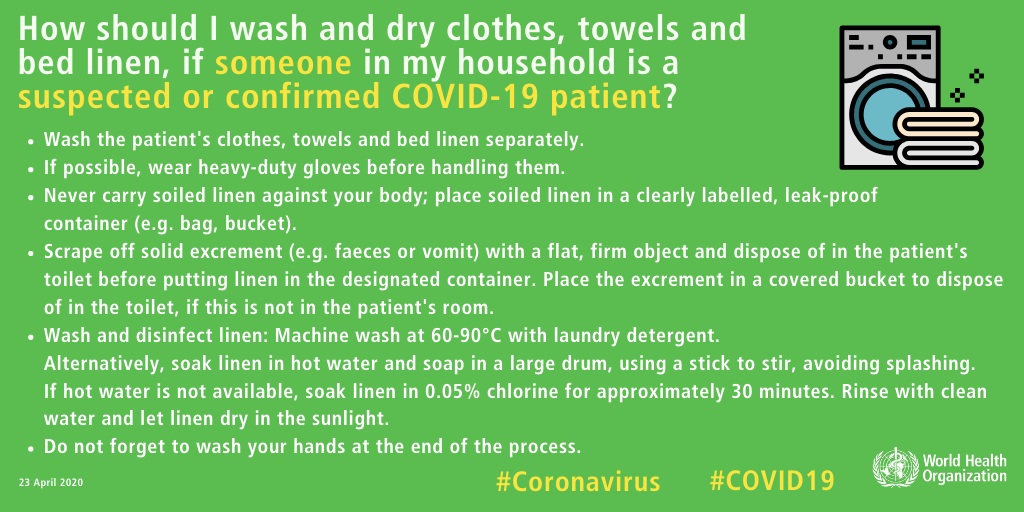 How should I wash and dry clothes, towels and
bed linen, if someone in my household is a
suspected or confirmed COVID-19 patient?
• Wash the patient's clothes, towels and bed linen separately.
• If possible, wear heavy-duty gloves before handling them.
• Never carry soiled linen against your body; place soiled linen in a clearly labelled, leak-proof
container (e.g. bag, bucket).
• Scrape off solid excrement (e.g. faeces or vomit) with a flat, firm object and dispose of in the patient's
toilet before putting linen in the designated container. Place the excrement in a covered bucket to dispose
of in the toilet, if this is not in the patient's room.
• Wash and disinfect linen: Machine wash at 60-90°C with laundry detergent.
Alternatively, soak linen in hot water and soap in a large drum, using a stick to stir, avoiding splashing.
If hot water is not available, soak linen in 0.05% chlorine for approximately 30 minutes. Rinse with clean
water and let linen dry in the sunlight.
• Do not forget to wash your hands at the end of the process.
23 April 2020
#Coronavirus
#COVID19
World Health
Organization